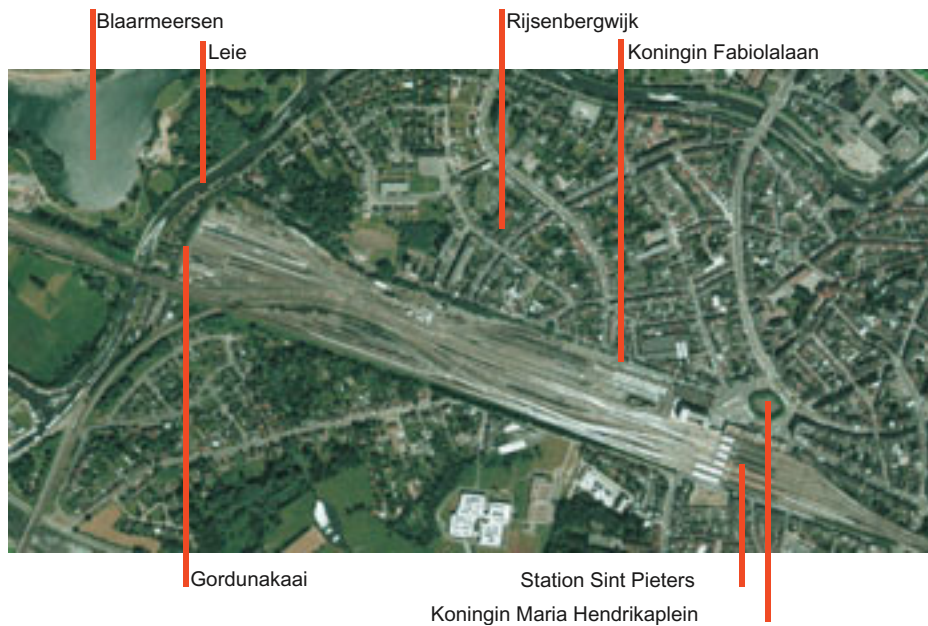 Blaarmeersen
Rijsenbergwijk
Leie
Koningin Fabiolalaan
Gordunakaai
Station Sint Pieters
Koningin Maria Hendrikaplein